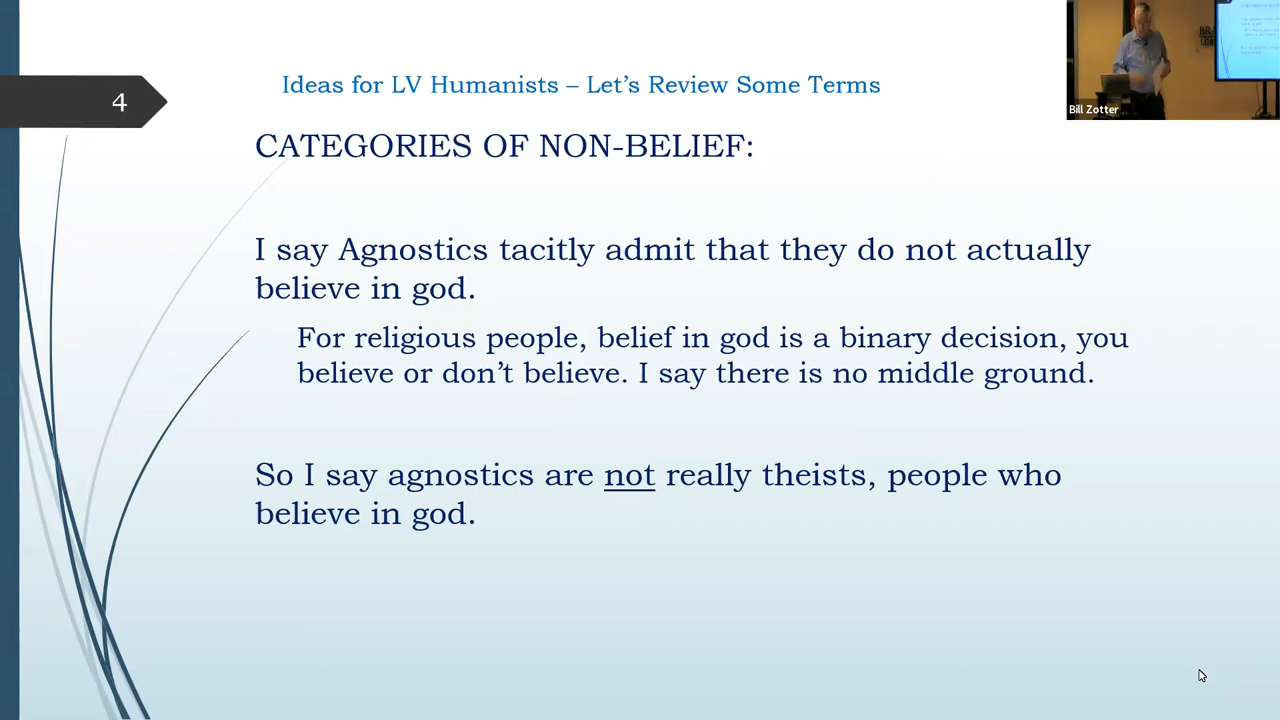 4
Ideas for LV Humanists – Let's Review Some Terms
CATEGORIES OF NON-BELIEF:
I say Agnostics tacitly admit that they do not actually
believe in god.
For religious people, belief in god is a binary decision, you
believe or don't believe. I say there is no middle ground.
So I say agnostics are not really theists, people who
believe in god.
Bill Zotter